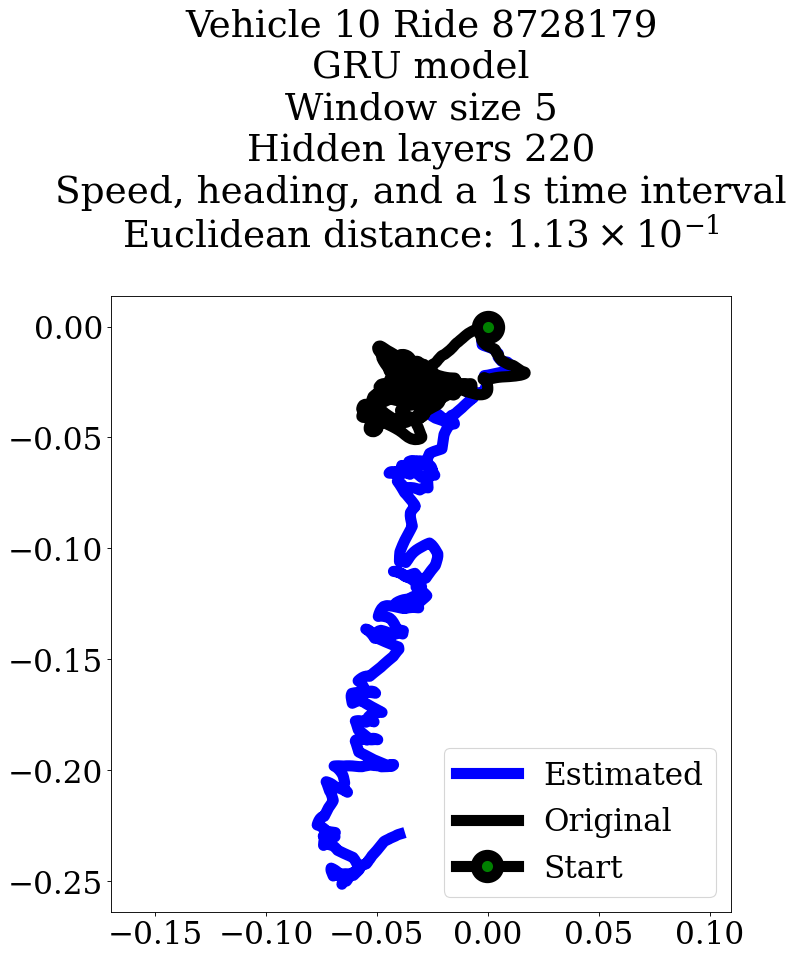 Vehicle 10 Ride 8728179
GRU model
Window size 5
Hidden layers 220
Speed, heading, and a 1s time interval
Euclidean distance: 1.13 × 10⁻¹
0.00
−0.05
−0.10
−0.15
−0.20
−0.25
Estimated
Original
Start
−0.15 −0.10 −0.05 0.00 0.05 0.10